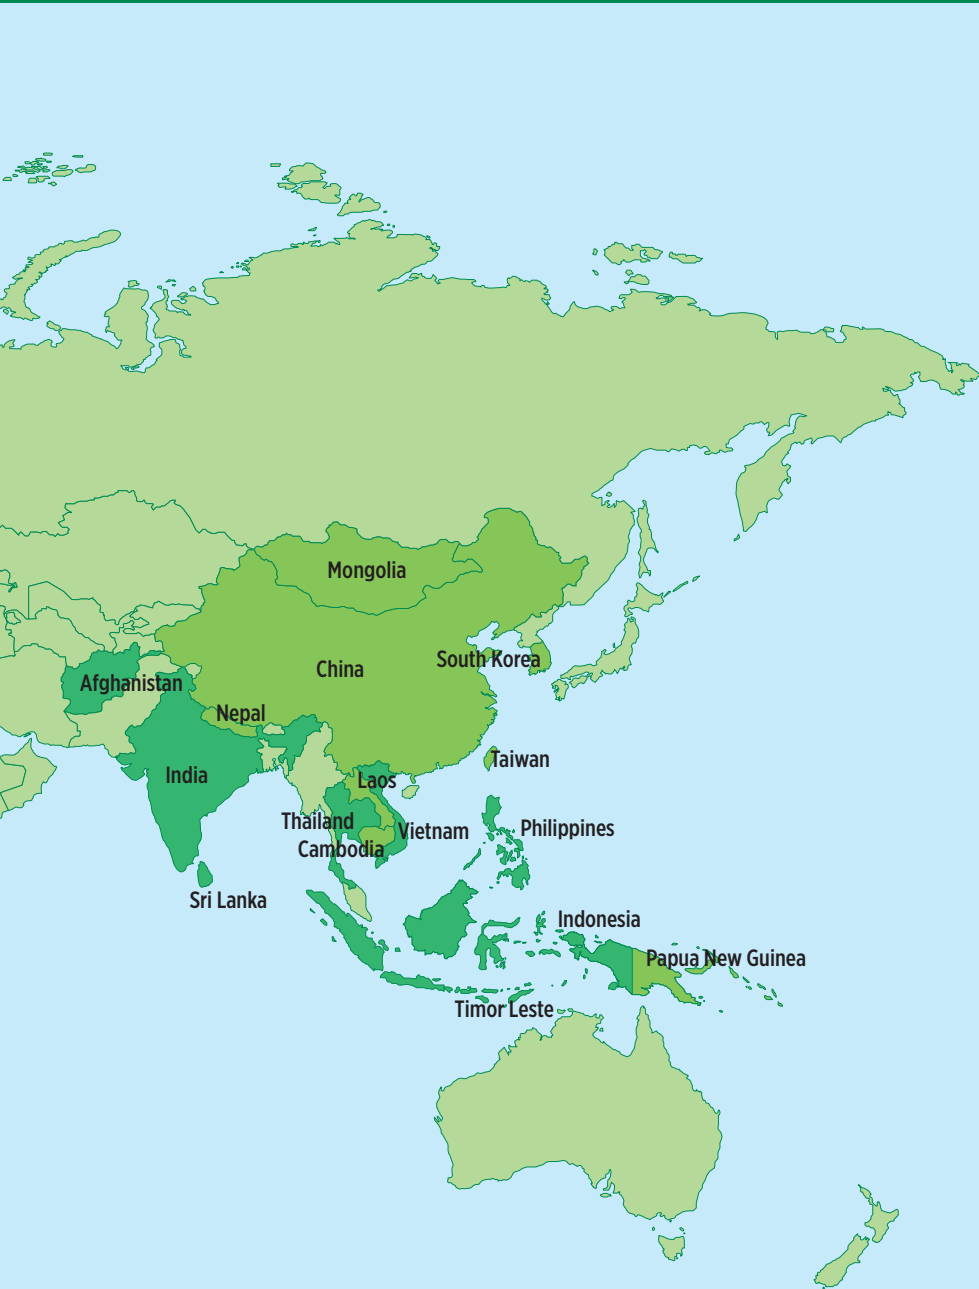 Mongolia
South Korea
China
Afghanistan
Nepal
Taiwan
India
Laos
Thailand
Vietnam
Philippines
Cambodia
Sri Lanka
Indonesia
Papua New Guinea
Timor Leste